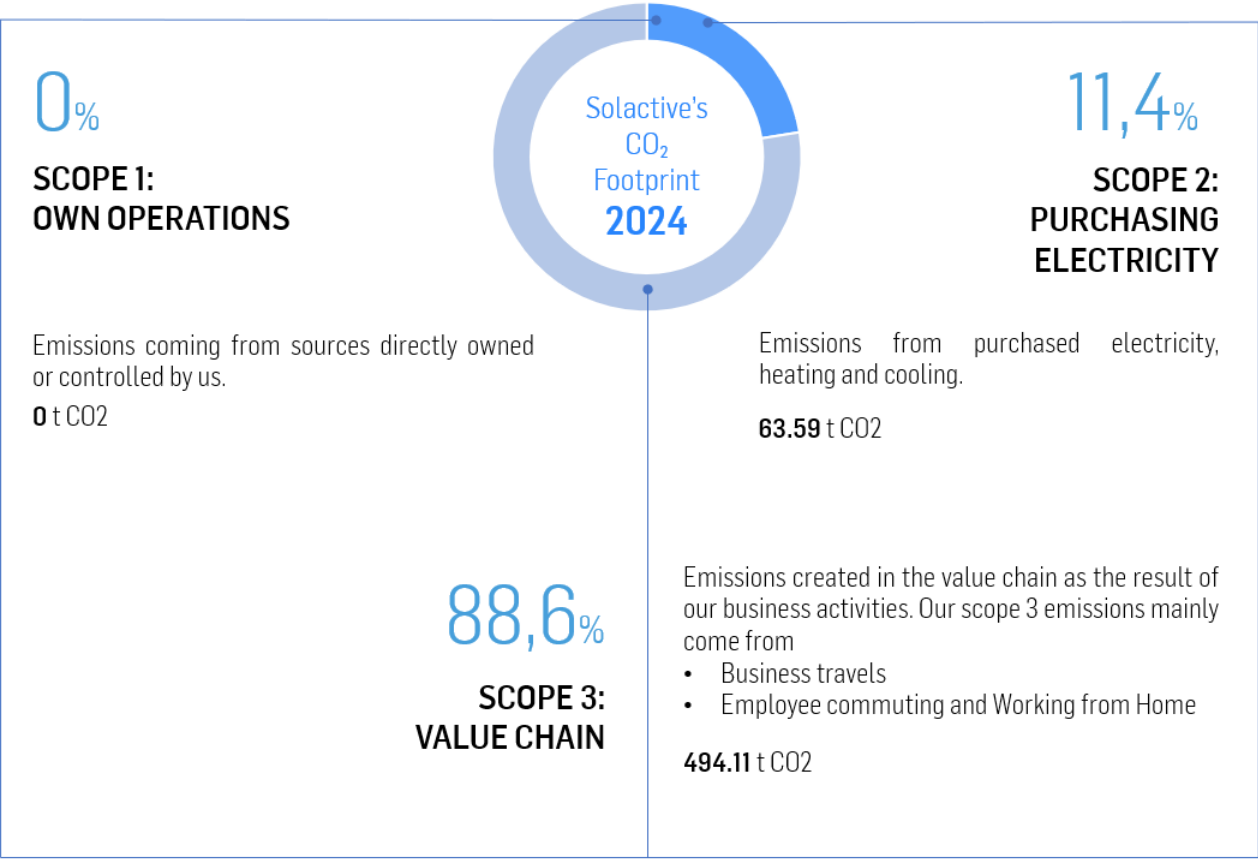 Solactive's
CO₂
Footprint
2024
0%
SCOPE 1:
OWN OPERATIONS
Emissions coming from sources directly owned
or controlled by us.
0 t CO2
11,4%
SCOPE 2:
PURCHASING
ELECTRICITY
Emissions from purchased electricity,
heating and cooling.
63.59 t CO2
88,6%
SCOPE 3:
VALUE CHAIN
Emissions created in the value chain as the result of
our business activities. Our scope 3 emissions mainly
come from
• Business travels
• Employee commuting and Working from Home
494.11 t CO2